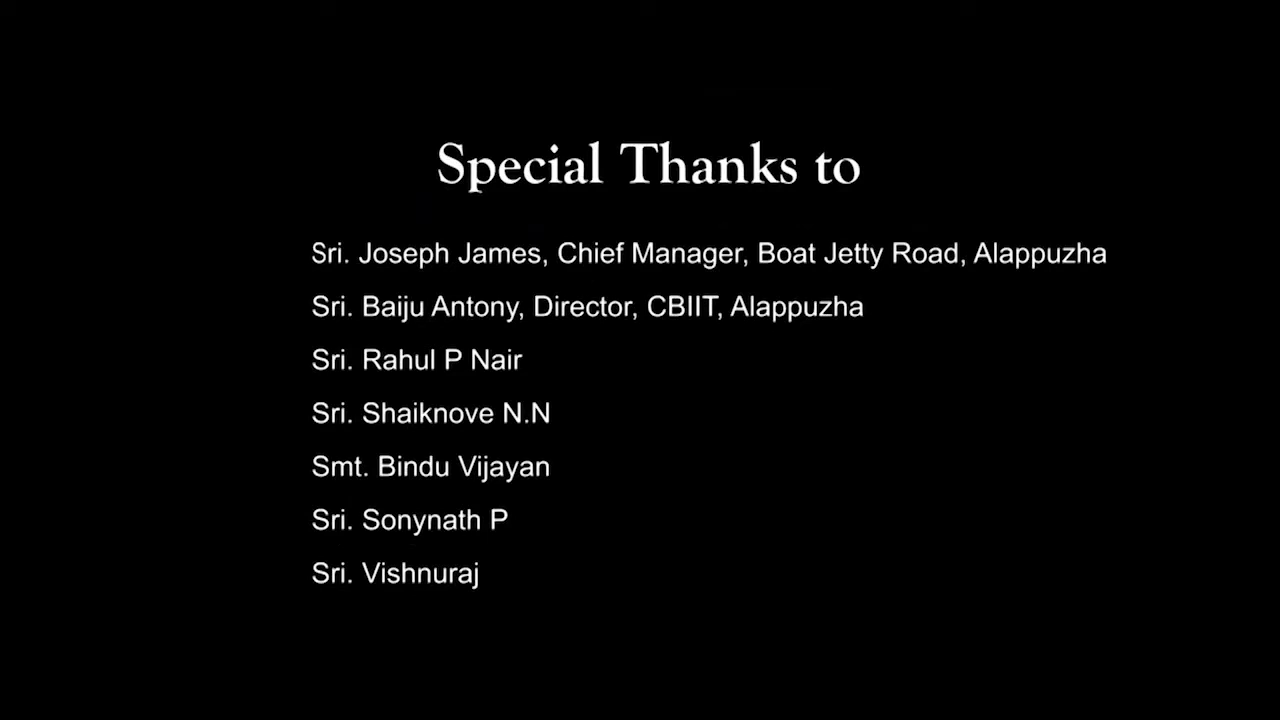 Special Thanks to
Sri. Joseph James, Chief Manager, Boat Jetty Road, Alappuzha
Sri. Baiju Antony, Director, CBIIT, Alappuzha
Sri. Rahul P Nair
Sri. Shaiknove N.N
Smt. Bindu Vijayan
Sri. Sonynath P
Sri. Vishnuraj